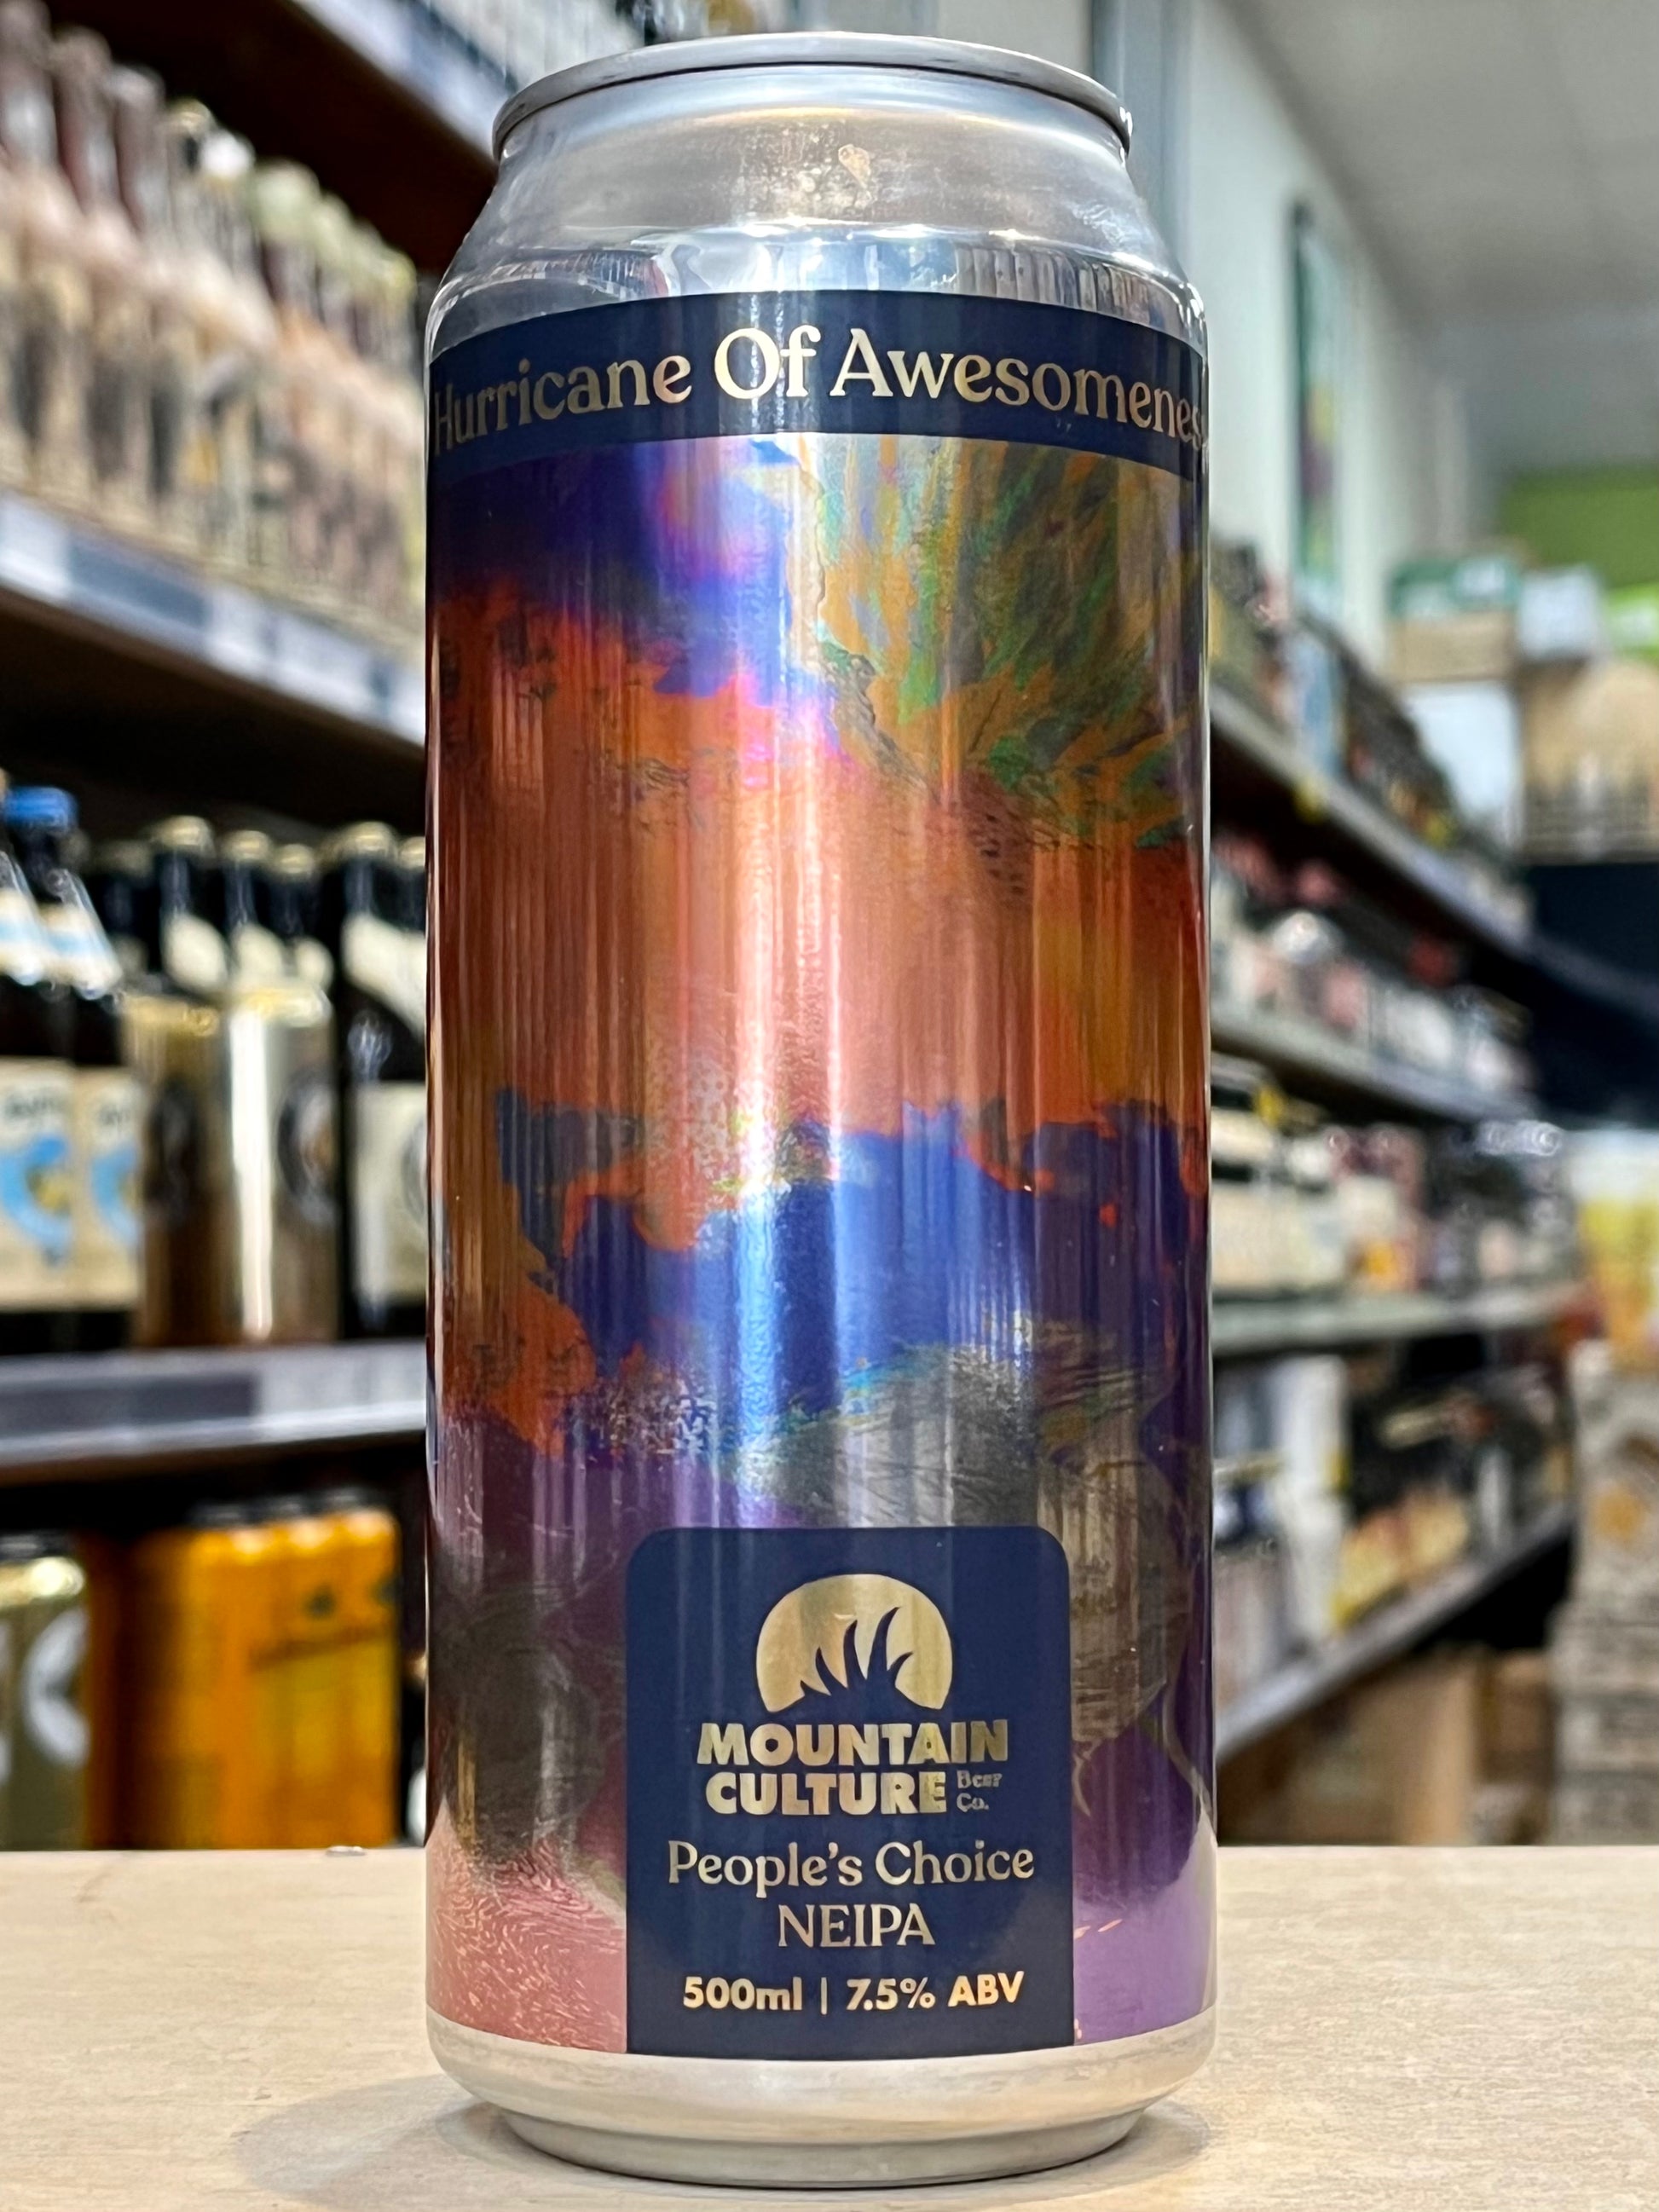 Hurricane Of Awesomeness
MOUNTAIN
CULTURE Beer
Co.
People's Choice
NEIPA
500ml | 7.5% ABV